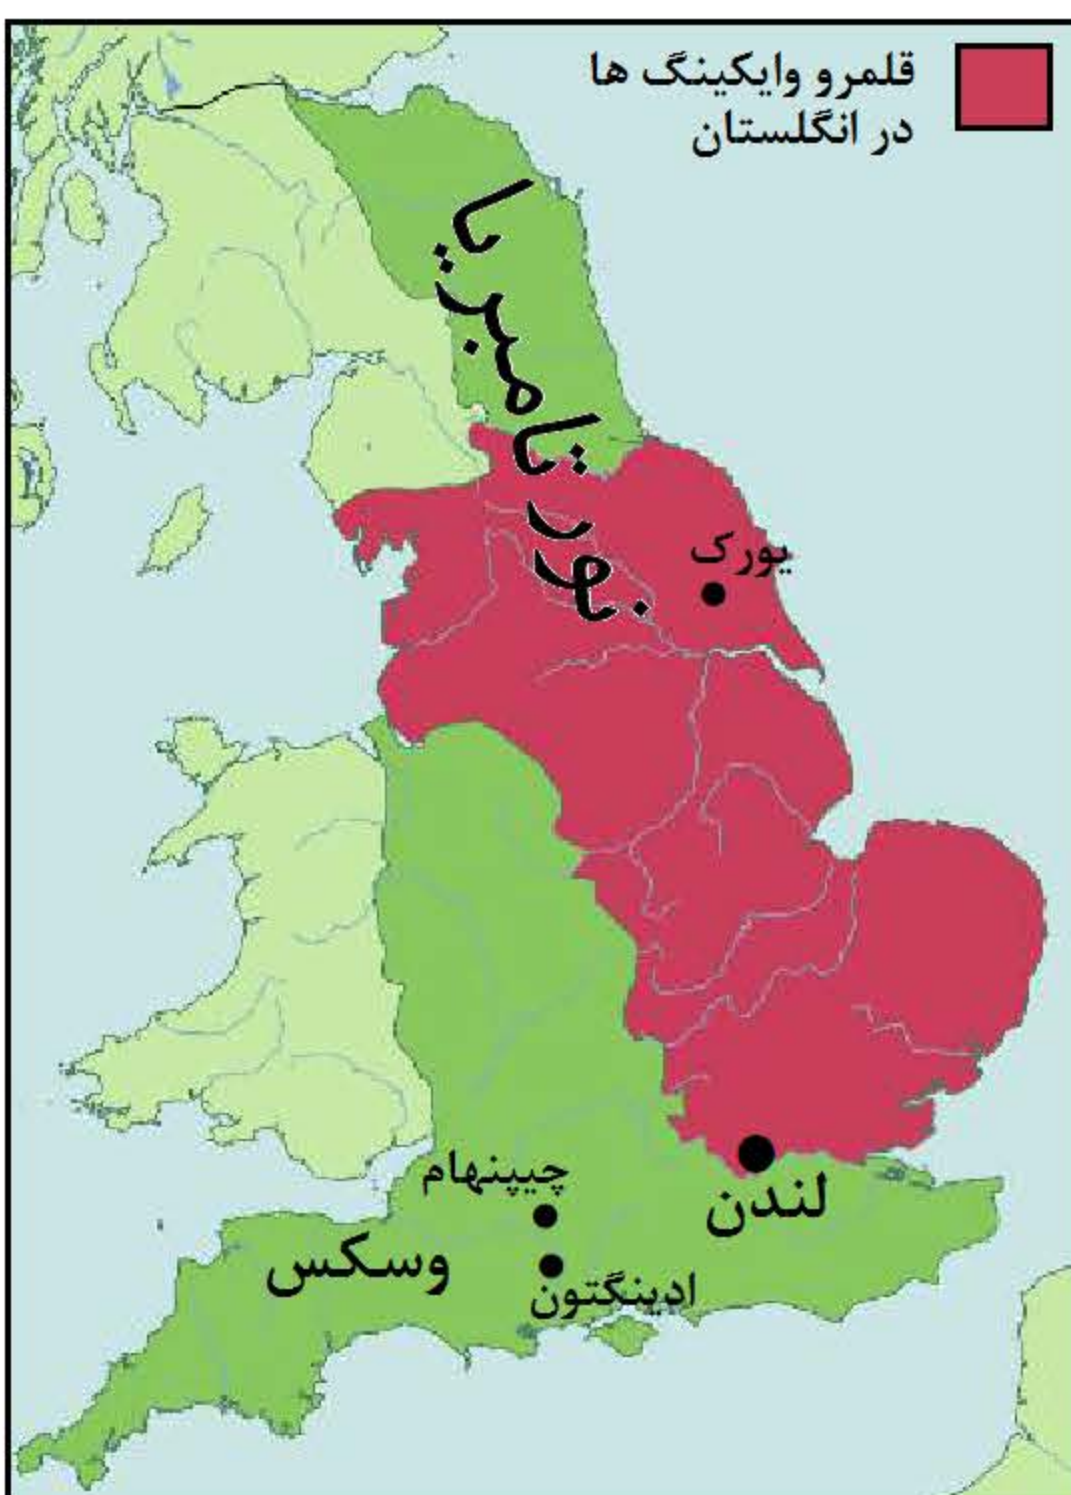 قلمرو وایکینگ ها
در انگلستان
نورتامبریا
یورک
چیپنهام
لندن
وسکس
ادینگتون